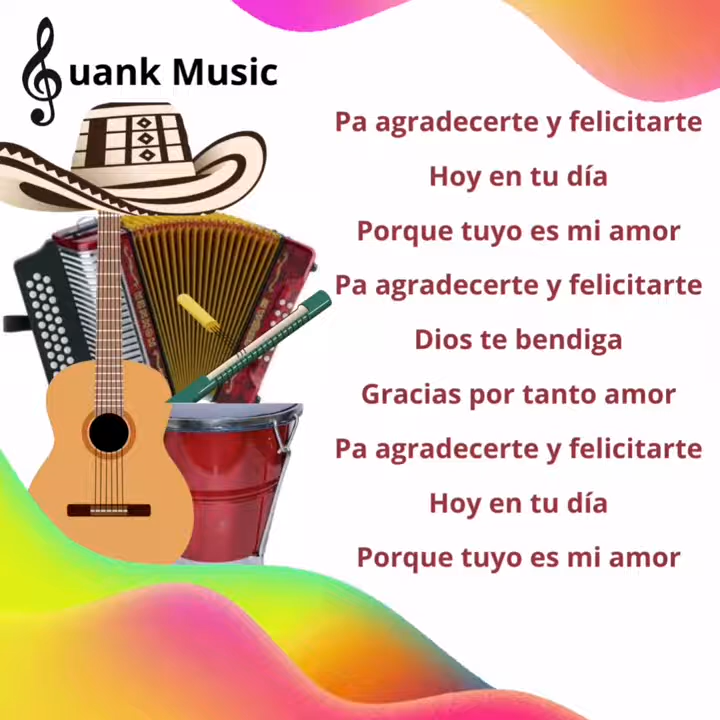 uank Music
Pa agradecerte y felicitarte
Hoy en tu día
Porque tuyo es mi amor
Pa agradecerte y felicitarte
Dios te bendiga
Gracias por tanto amor
Pa agradecerte y felicitarte
Hoy en tu día
Porque tuyo es mi amor